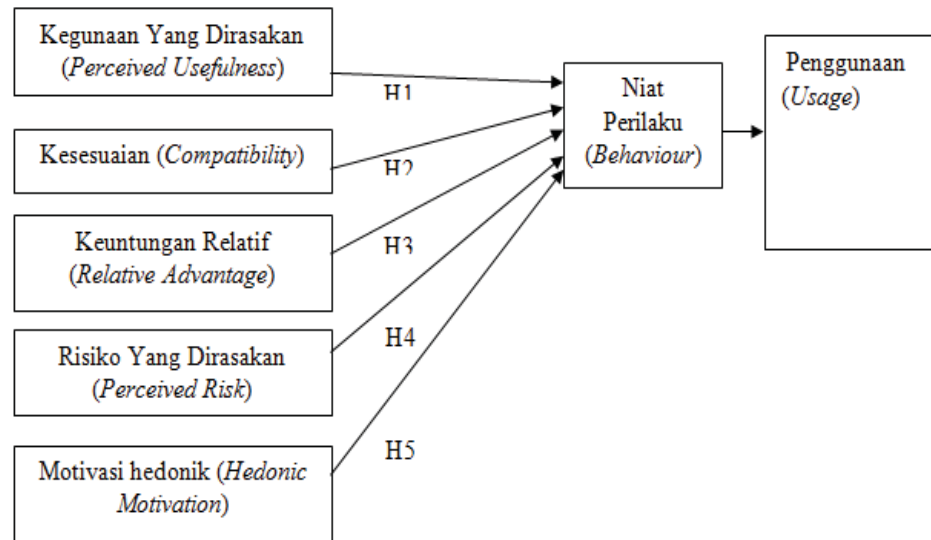 Kegunaan Yang Dirasakan
(Perceived Usefulness)
H1
Kesesuaian (Compatibility)
H2
Keuntungan Relatif
(Relative Advantage)
H3
Risiko Yang Dirasakan
(Perceived Risk)
H4
Motivasi hedonik (Hedonic
Motivation)
H5
Niat
Perilaku
(Behaviour)
Penggunaan
(Usage)